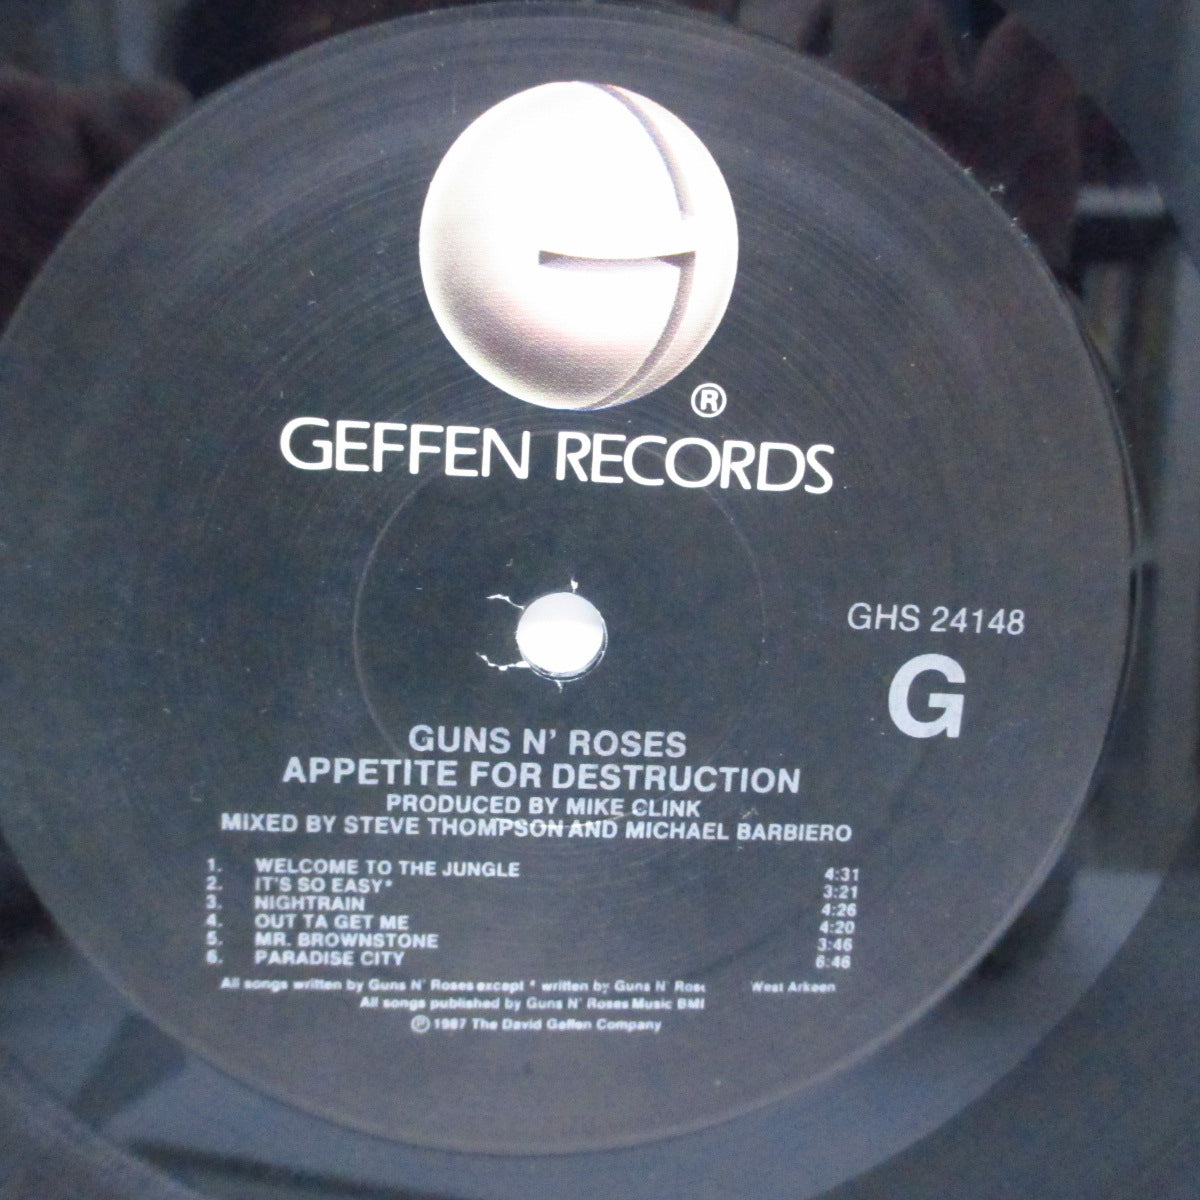 ®
GEFFEN RECORDS
GHS 24148
G
GUNS N' ROSES
APPETITE FOR DESTRUCTION
PRODUCED BY MIKE CLINK
MIXED BY STEVE THOMPSON AND MICHAEL BARBIERO
1. WELCOME TO THE JUNGLE 4:31
2. IT'S SO EASY* 3:21
3. NIGHTRAIN 4:26
4. OUT TA GET ME 4:20
5. MR. BROWNSTONE 3:46
6. PARADISE CITY 6:46
All songs written by Guns N' Roses except * written by Guns N' Rose West Arkeen
All songs published by Guns N' Roses Music BMI
℗ 1987 The David Geffen Company